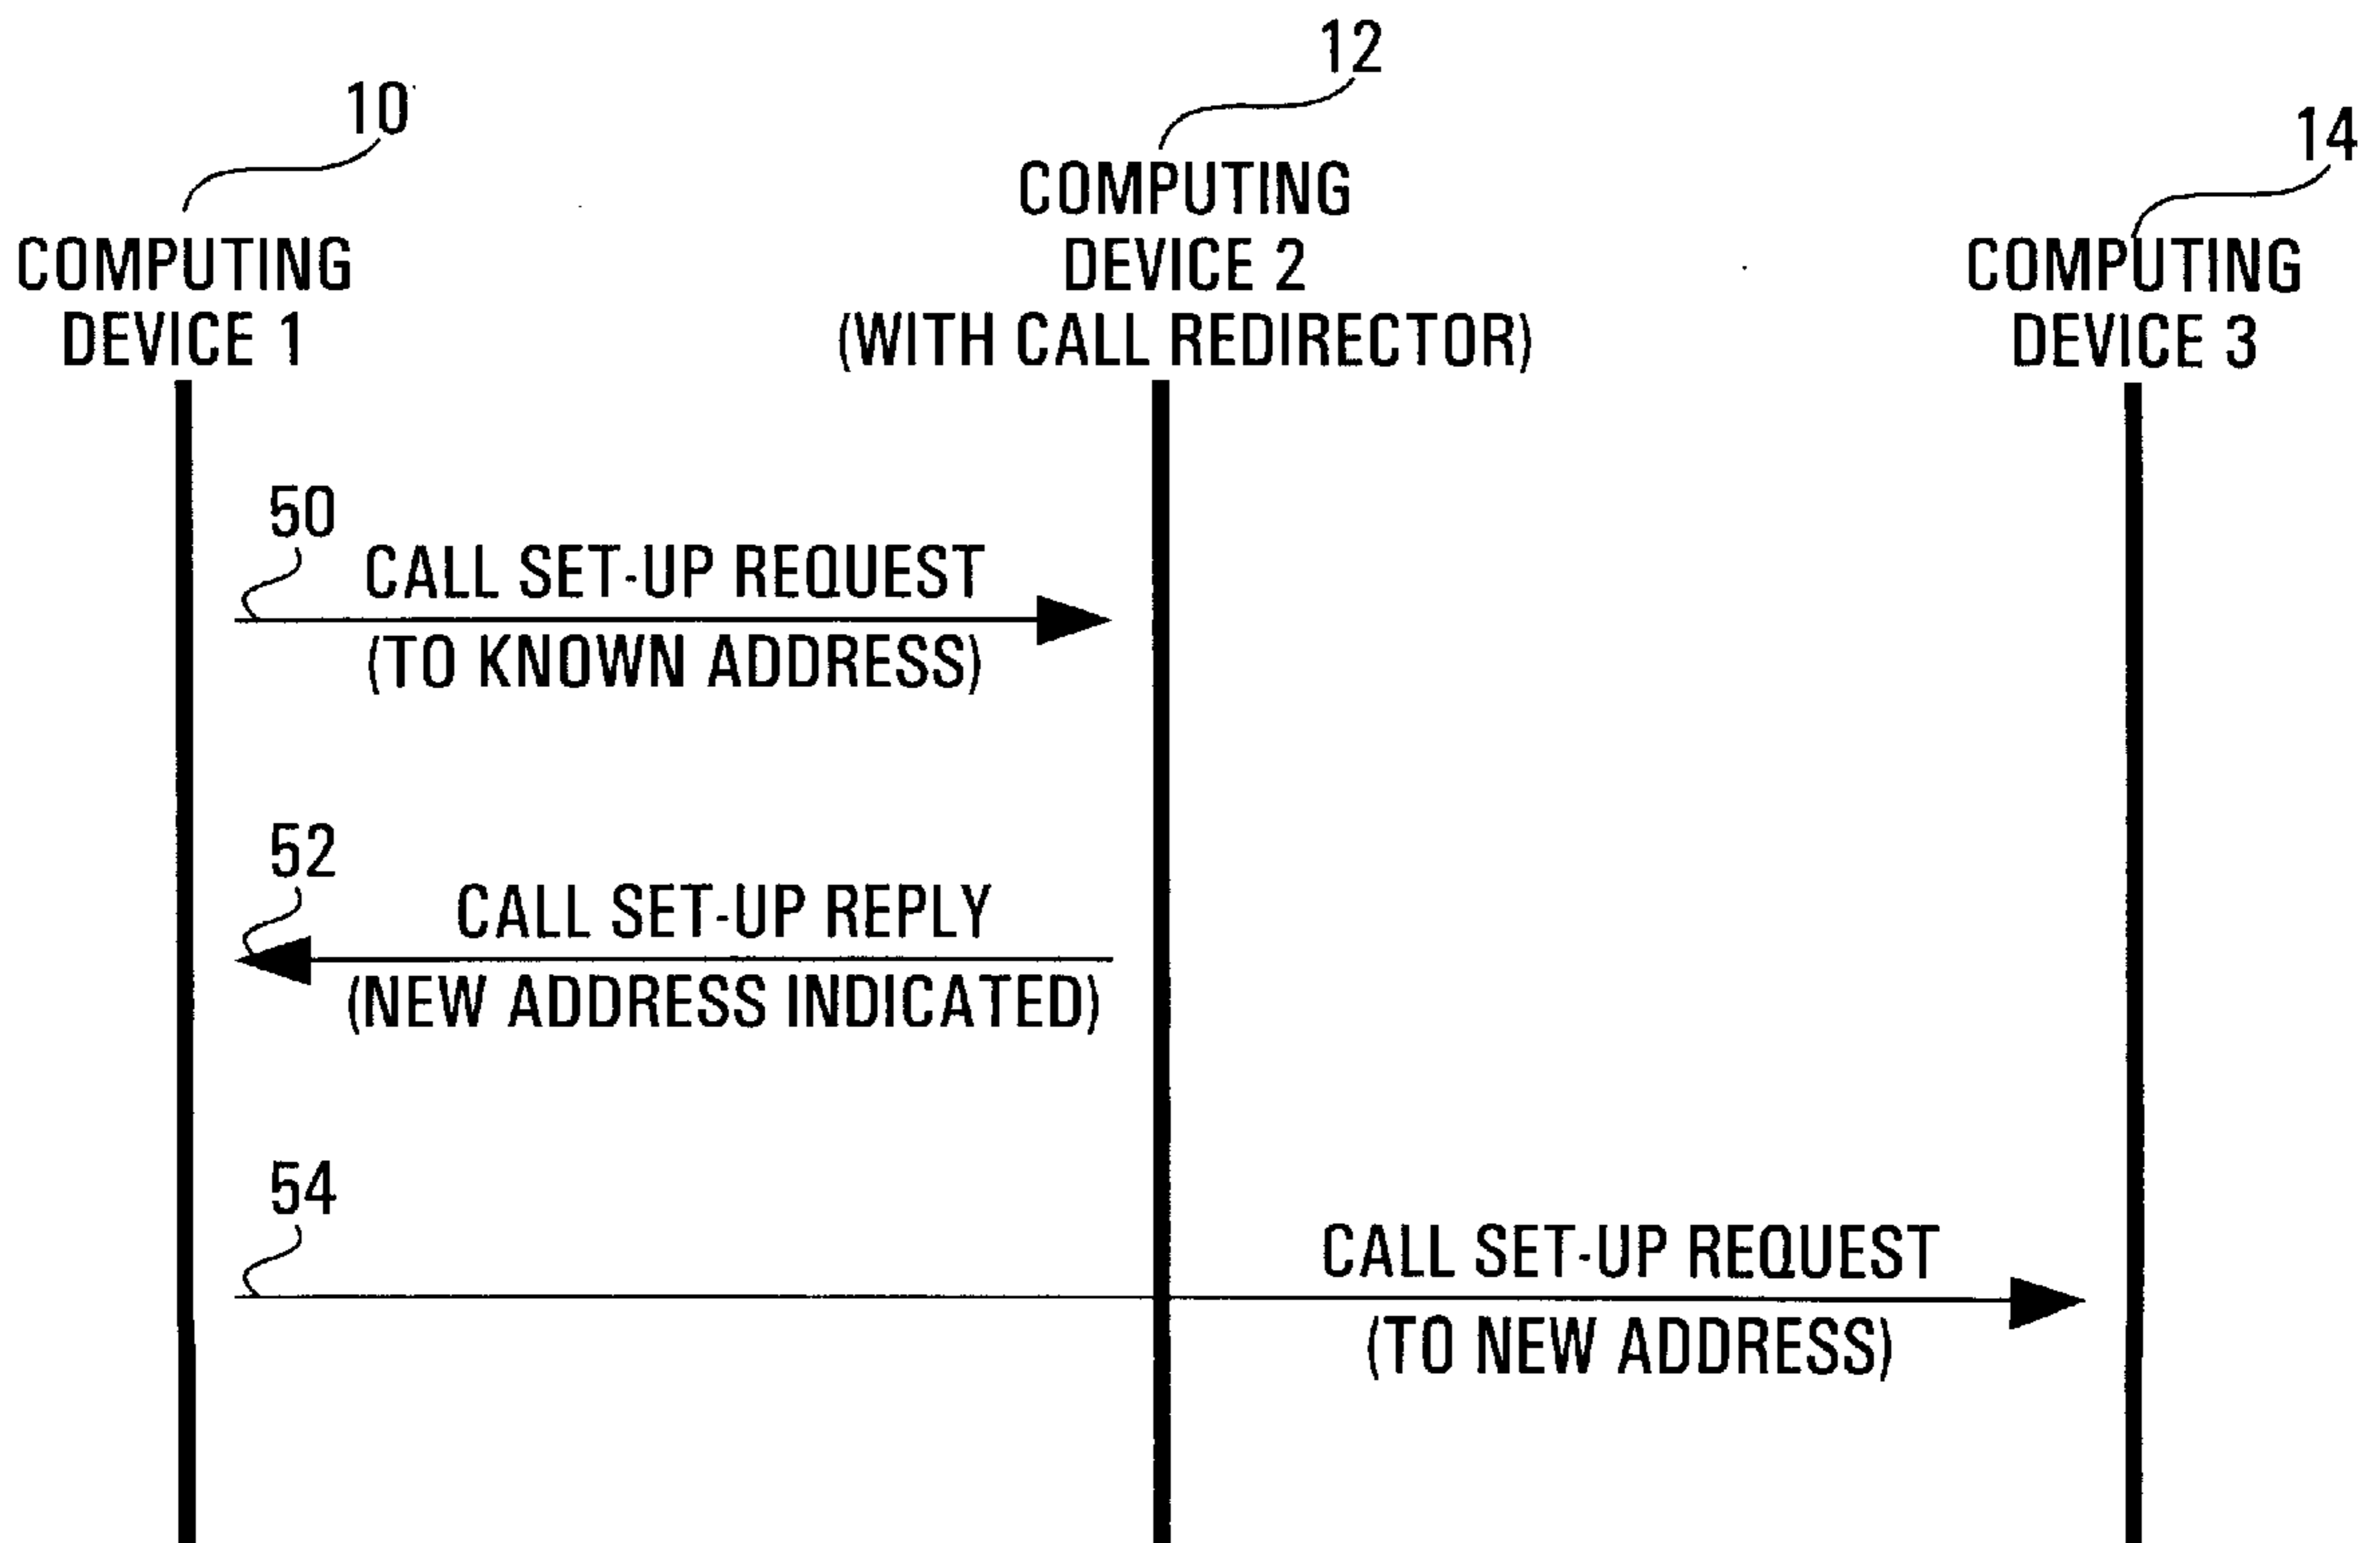 10
12
14
COMPUTING
DEVICE 1
COMPUTING
DEVICE 2
(WITH CALL REDIRECTOR)
COMPUTING
DEVICE 3
50
CALL SET-UP REQUEST
(TO KNOWN ADDRESS)
52
CALL SET-UP REPLY
(NEW ADDRESS INDICATED)
54
CALL SET-UP REQUEST
(TO NEW ADDRESS)